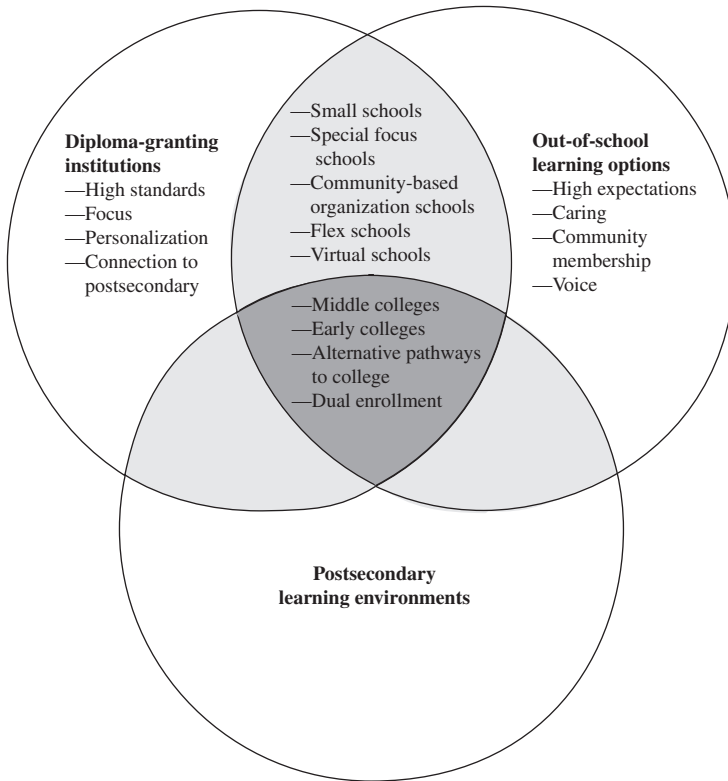 Diploma-granting
institutions
—High standards
—Focus
—Personalization
—Connection to
postsecondary
—Small schools
—Special focus
schools
—Community-based
organization schools
—Flex schools
—Virtual schools
Out-of-school
learning options
—High expectations
—Caring
—Community
membership
—Voice
—Middle colleges
—Early colleges
—Alternative pathways
to college
—Dual enrollment
Postsecondary
learning environments